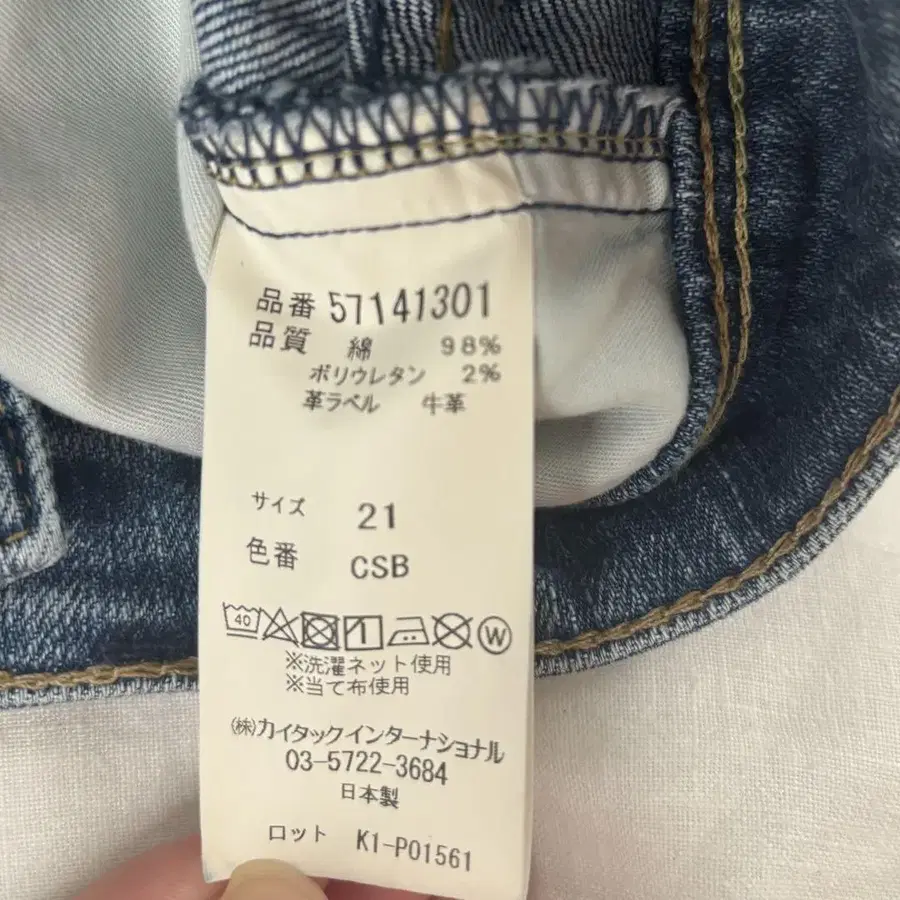 品番 57141301
品質 綿 98%
ポリウレタン 2%
革ラベル 牛革
サイズ 21
色番 CSB
40 W
※洗濯ネット使用
※当て布使用
(株)カイタックインターナショナル
03-5722-3684
日本製
ロット K1-P01561